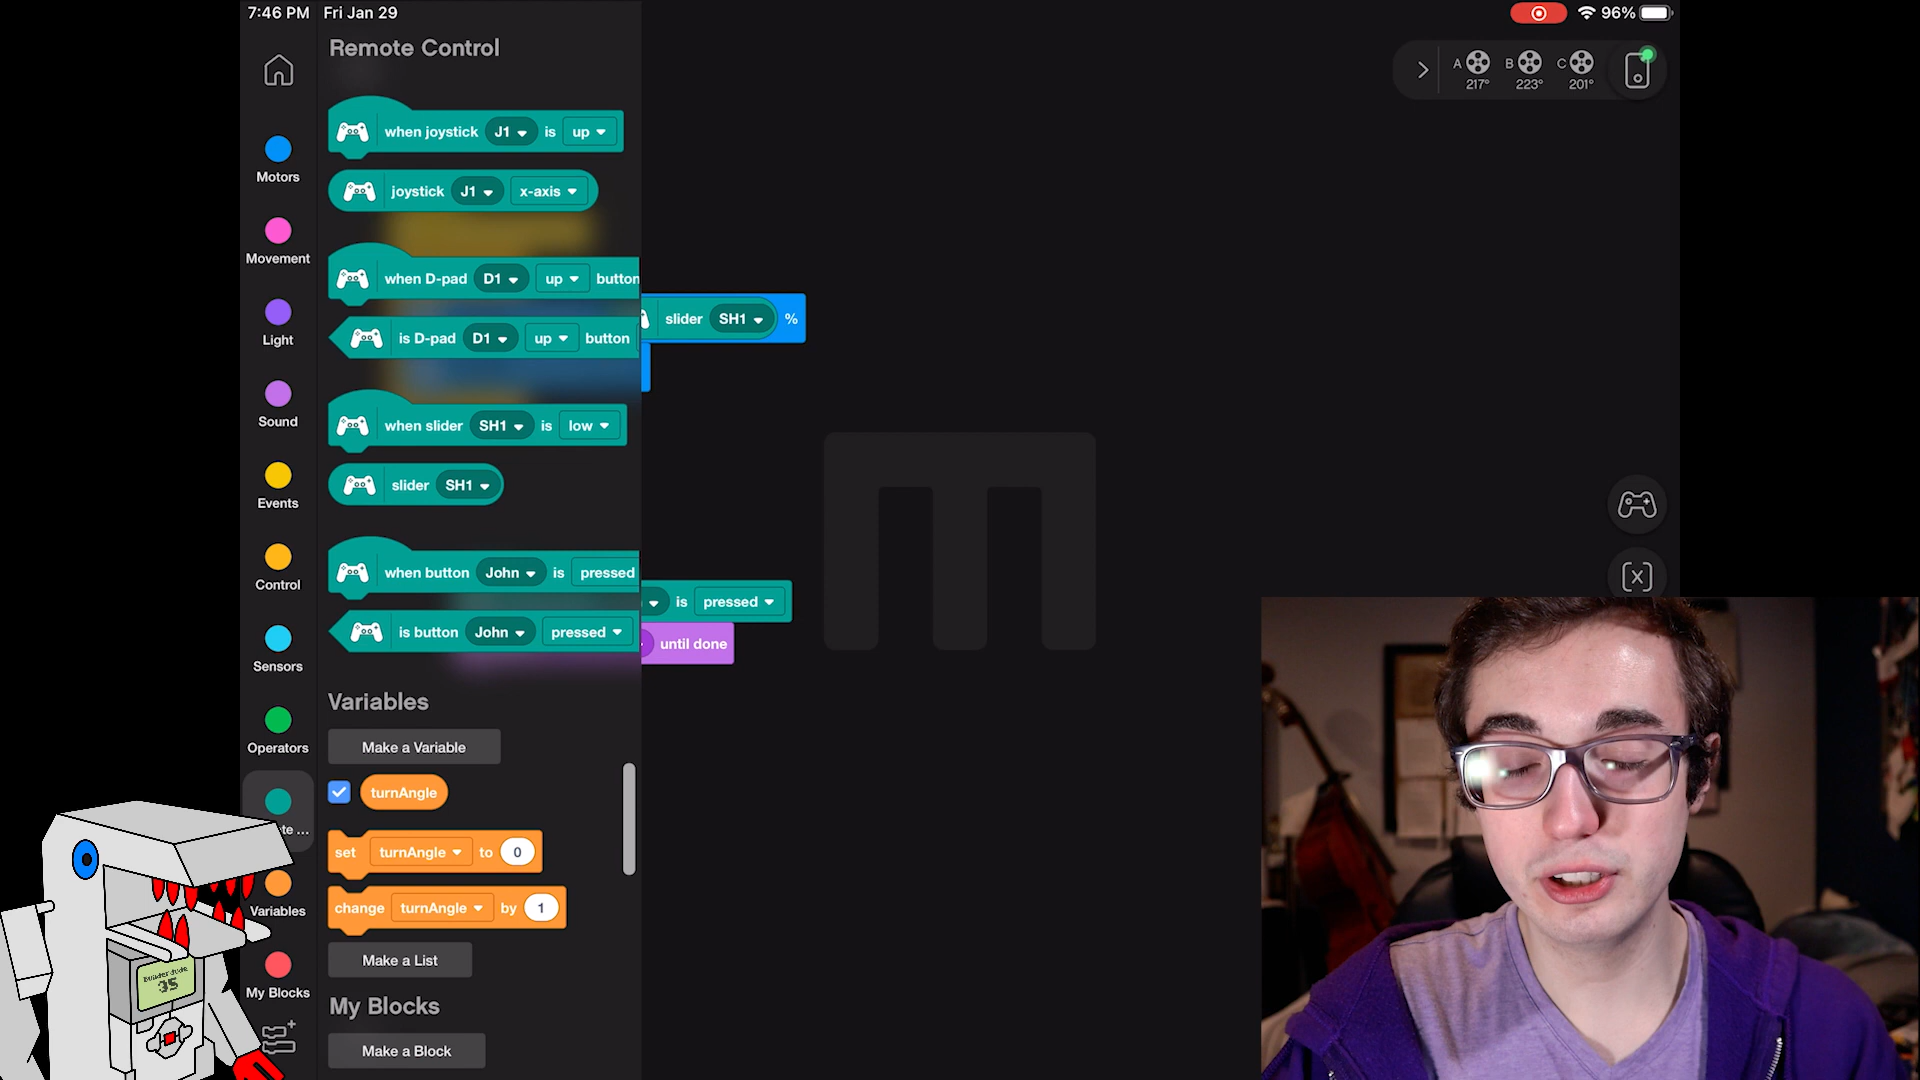 7:46 PM Fri Jan 29
96%
Remote Control
A B C
217° 223° 201°
when joystick J1 is up
joystick J1 x-axis
Motors
Movement
when D-pad D1 up button
is D-pad D1 up button
slider SH1 %
Light
Sound
when slider SH1 is low
slider SH1
Events
Control
when button John is pressed
is pressed
is button John pressed
until done
Sensors
Variables
Make a Variable
Operators
turnAngle
te ...
set turnAngle to 0
change turnAngle by 1
Variables
Make a List
Builder dude
35
My Blocks
My Blocks
Make a Block